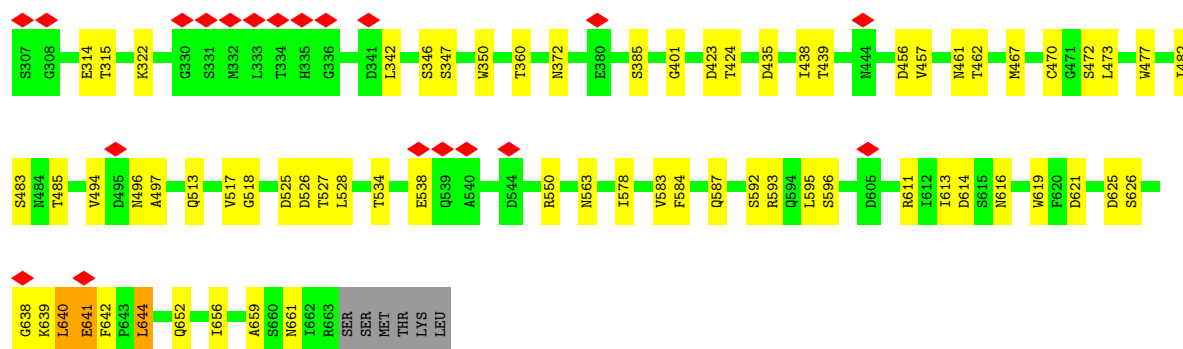 S307 G308 E314 T315 K322 G330 S331 M332 L333 T334 H335 G336 D341 L342 S346 S347 W350 T360 N372 E380 S385 G401 D423 T424 D435 I438 T439 N444 D456 V457 N461 T462 M467 C470 G471 S472 L473 W477
S483 N484 T485 V494 D495 N496 A497 Q513 V517 G518 D525 D526 T527 L528 T534 E538 Q539 A540 D544 R550 N563 I578 V583 F584 Q587 S592 R593 Q594 L595 S596 D605 R611 I612 I613 D614 S615 N616 W619 F620 D621 D625 S626
G638 K639 L640 E641 F642 P643 L644 Q652 I656 A659 S660 N661 I662 R663 SER SER MET THR LYS LEU